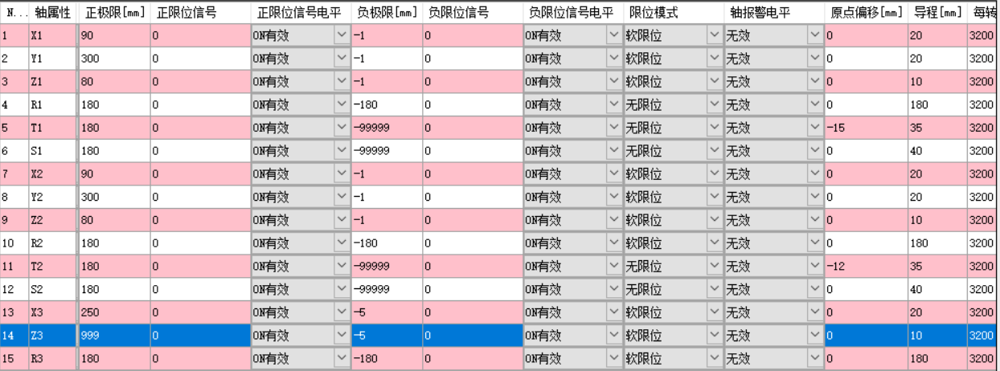 N... 轴属性 正极限[mm] 正限位信号 正限位信号电平 负极限[mm] 负限位信号 负限位信号电平 限位模式 轴报警电平 原点偏移[mm] 导程[mm] 每转
1 X1 90 0 ON有效 -1 0 ON有效 软限位 无效 0 20 3200
2 Y1 300 0 ON有效 -1 0 ON有效 软限位 无效 0 20 3200
3 Z1 80 0 ON有效 -1 0 ON有效 软限位 无效 0 10 3200
4 R1 180 0 ON有效 -180 0 ON有效 无限位 无效 0 180 3200
5 T1 180 0 ON有效 -99999 0 ON有效 无限位 无效 -15 35 3200
6 S1 180 0 ON有效 -99999 0 ON有效 无限位 无效 0 40 3200
7 X2 90 0 ON有效 -1 0 ON有效 软限位 无效 0 20 3200
8 Y2 300 0 ON有效 -1 0 ON有效 软限位 无效 0 20 3200
9 Z2 80 0 ON有效 -1 0 ON有效 软限位 无效 0 10 3200
10 R2 180 0 ON有效 -180 0 ON有效 软限位 无效 0 180 3200
11 T2 180 0 ON有效 -99999 0 ON有效 无限位 无效 -12 35 3200
12 S2 180 0 ON有效 -99999 0 ON有效 无限位 无效 0 40 3200
13 X3 250 0 ON有效 -5 0 ON有效 软限位 无效 0 20 3200
14 Z3 999 0 ON有效 -5 0 ON有效 软限位 无效 0 10 3200
15 R3 180 0 ON有效 -180 0 ON有效 软限位 无效 0 180 3200